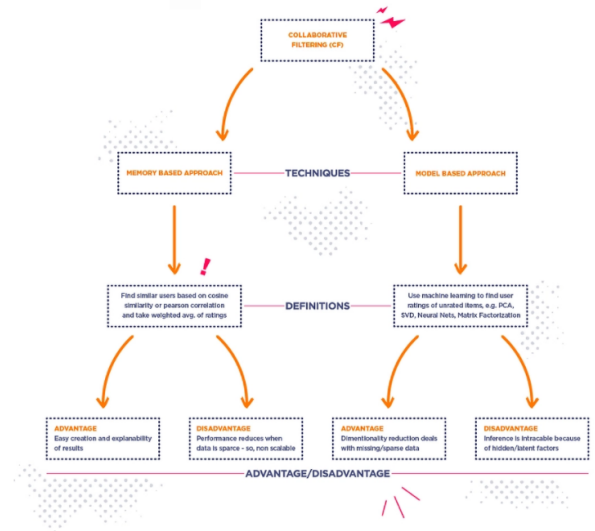 COLLABORATIVE
FILTERING (CF)
MEMORY BASED APPROACH
TECHNIQUES
MODEL BASED APPROACH
Find similar users based on cosine
similarity or pearson correlation
and take weighted avg. of ratings
DEFINITIONS
Use machine learning to find user
ratings of unrated items, e.g. PCA,
SVD, Neural Nets, Matrix Factorization
ADVANTAGE
Easy creation and explanability
of results
DISADVANTAGE
Performance reduces when
data is sparce - so, non scalable
ADVANTAGE
Dimentionality reduction deals
with missing/sparse data
DISADVANTAGE
Inference is intracable because
of hidden/latent factors
ADVANTAGE/DISADVANTAGE